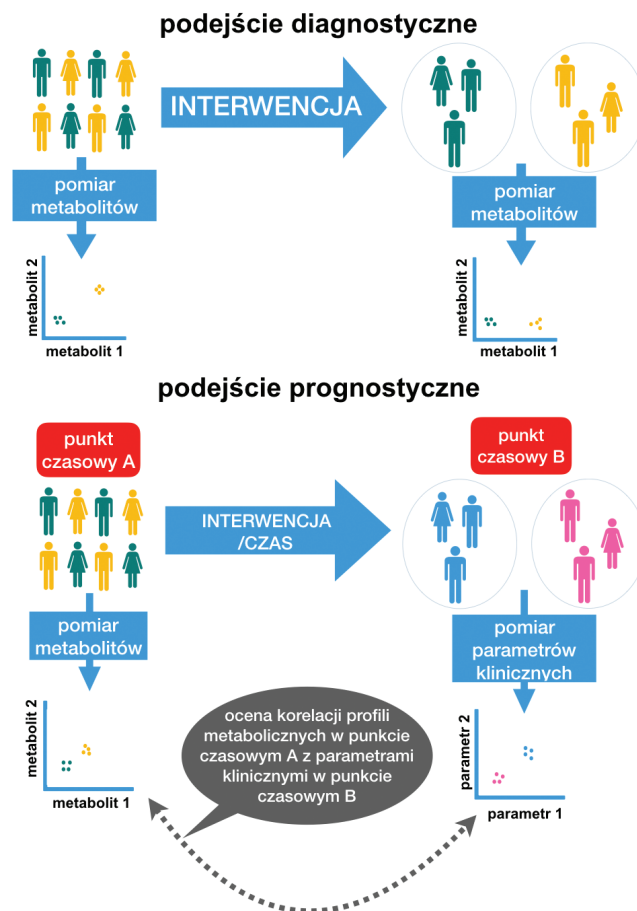 podejście diagnostyczne
INTERWENCJA
pomiar
metabolitów
pomiar
metabolitów
metabolit 2
metabolit 1
metabolit 2
metabolit 1
podejście prognostyczne
punkt
czasowy A
punkt
czasowy B
INTERWENCJA
/CZAS
pomiar
metabolitów
pomiar
parametrów
klinicznych
metabolit 2
metabolit 1
ocena korelacji profili
metabolicznych w punkcie
czasowym A z parametrami
klinicznymi w punkcie
czasowym B
parametr 2
parametr 1